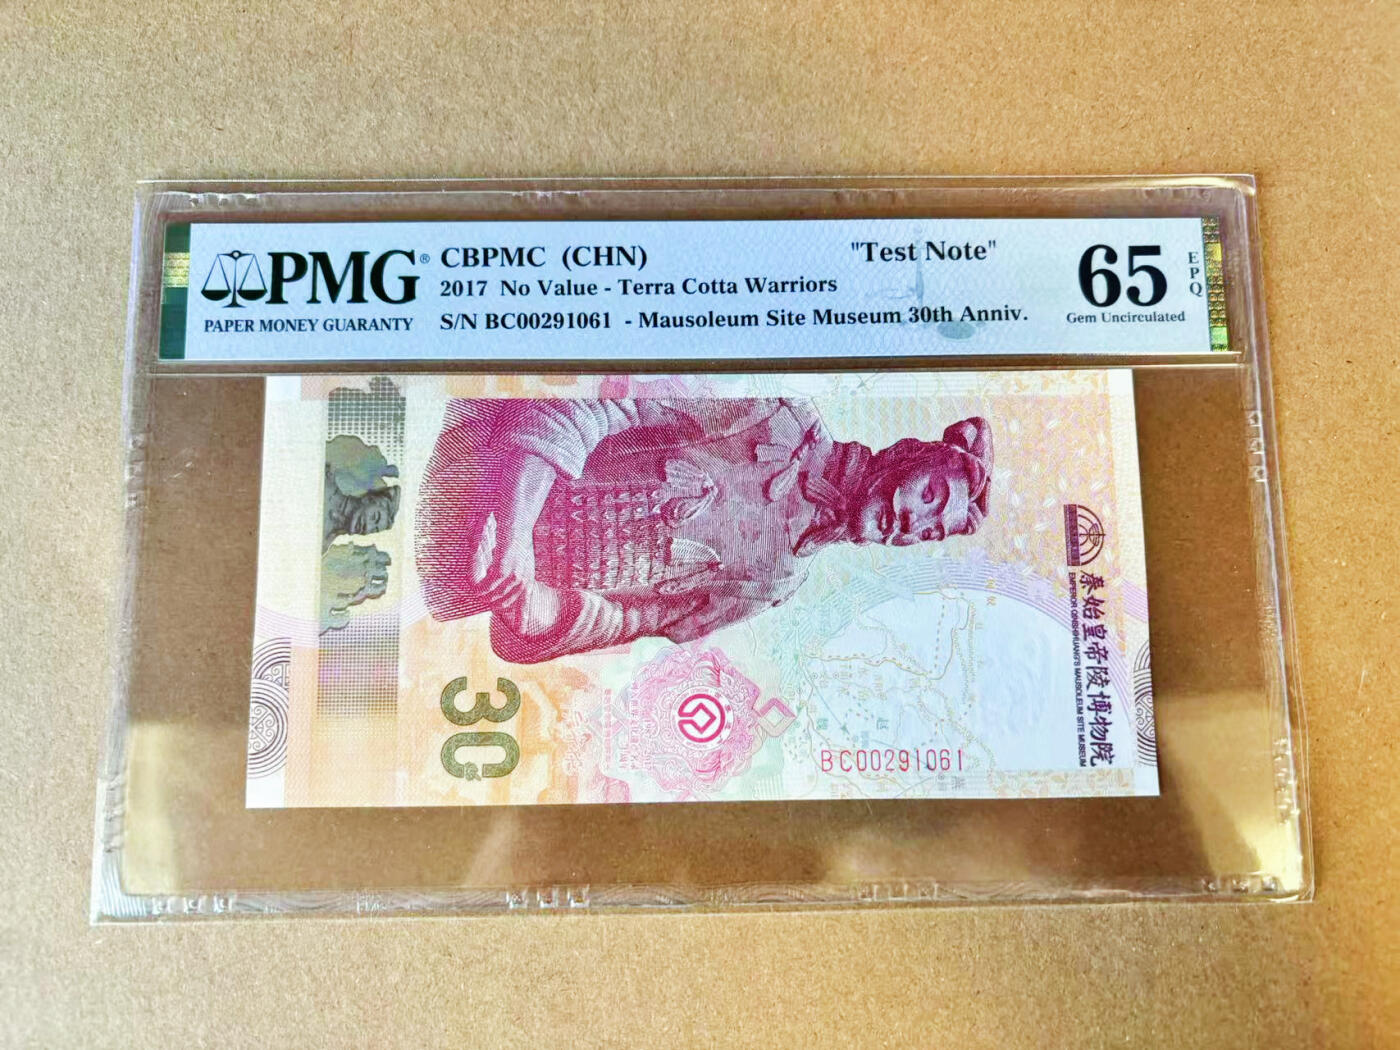 PMG®
PAPER MONEY GUARANTY
CBPMC (CHN) "Test Note"
2017 No Value - Terra Cotta Warriors
S/N BC00291061 - Mausoleum Site Museum 30th Anniv.
65
EPQ
Gem Uncirculated
秦始皇帝陵博物院
EMPEROR QINSHIHUANG'S MAUSOLEUM SITE MUSEUM
30
BC00291061